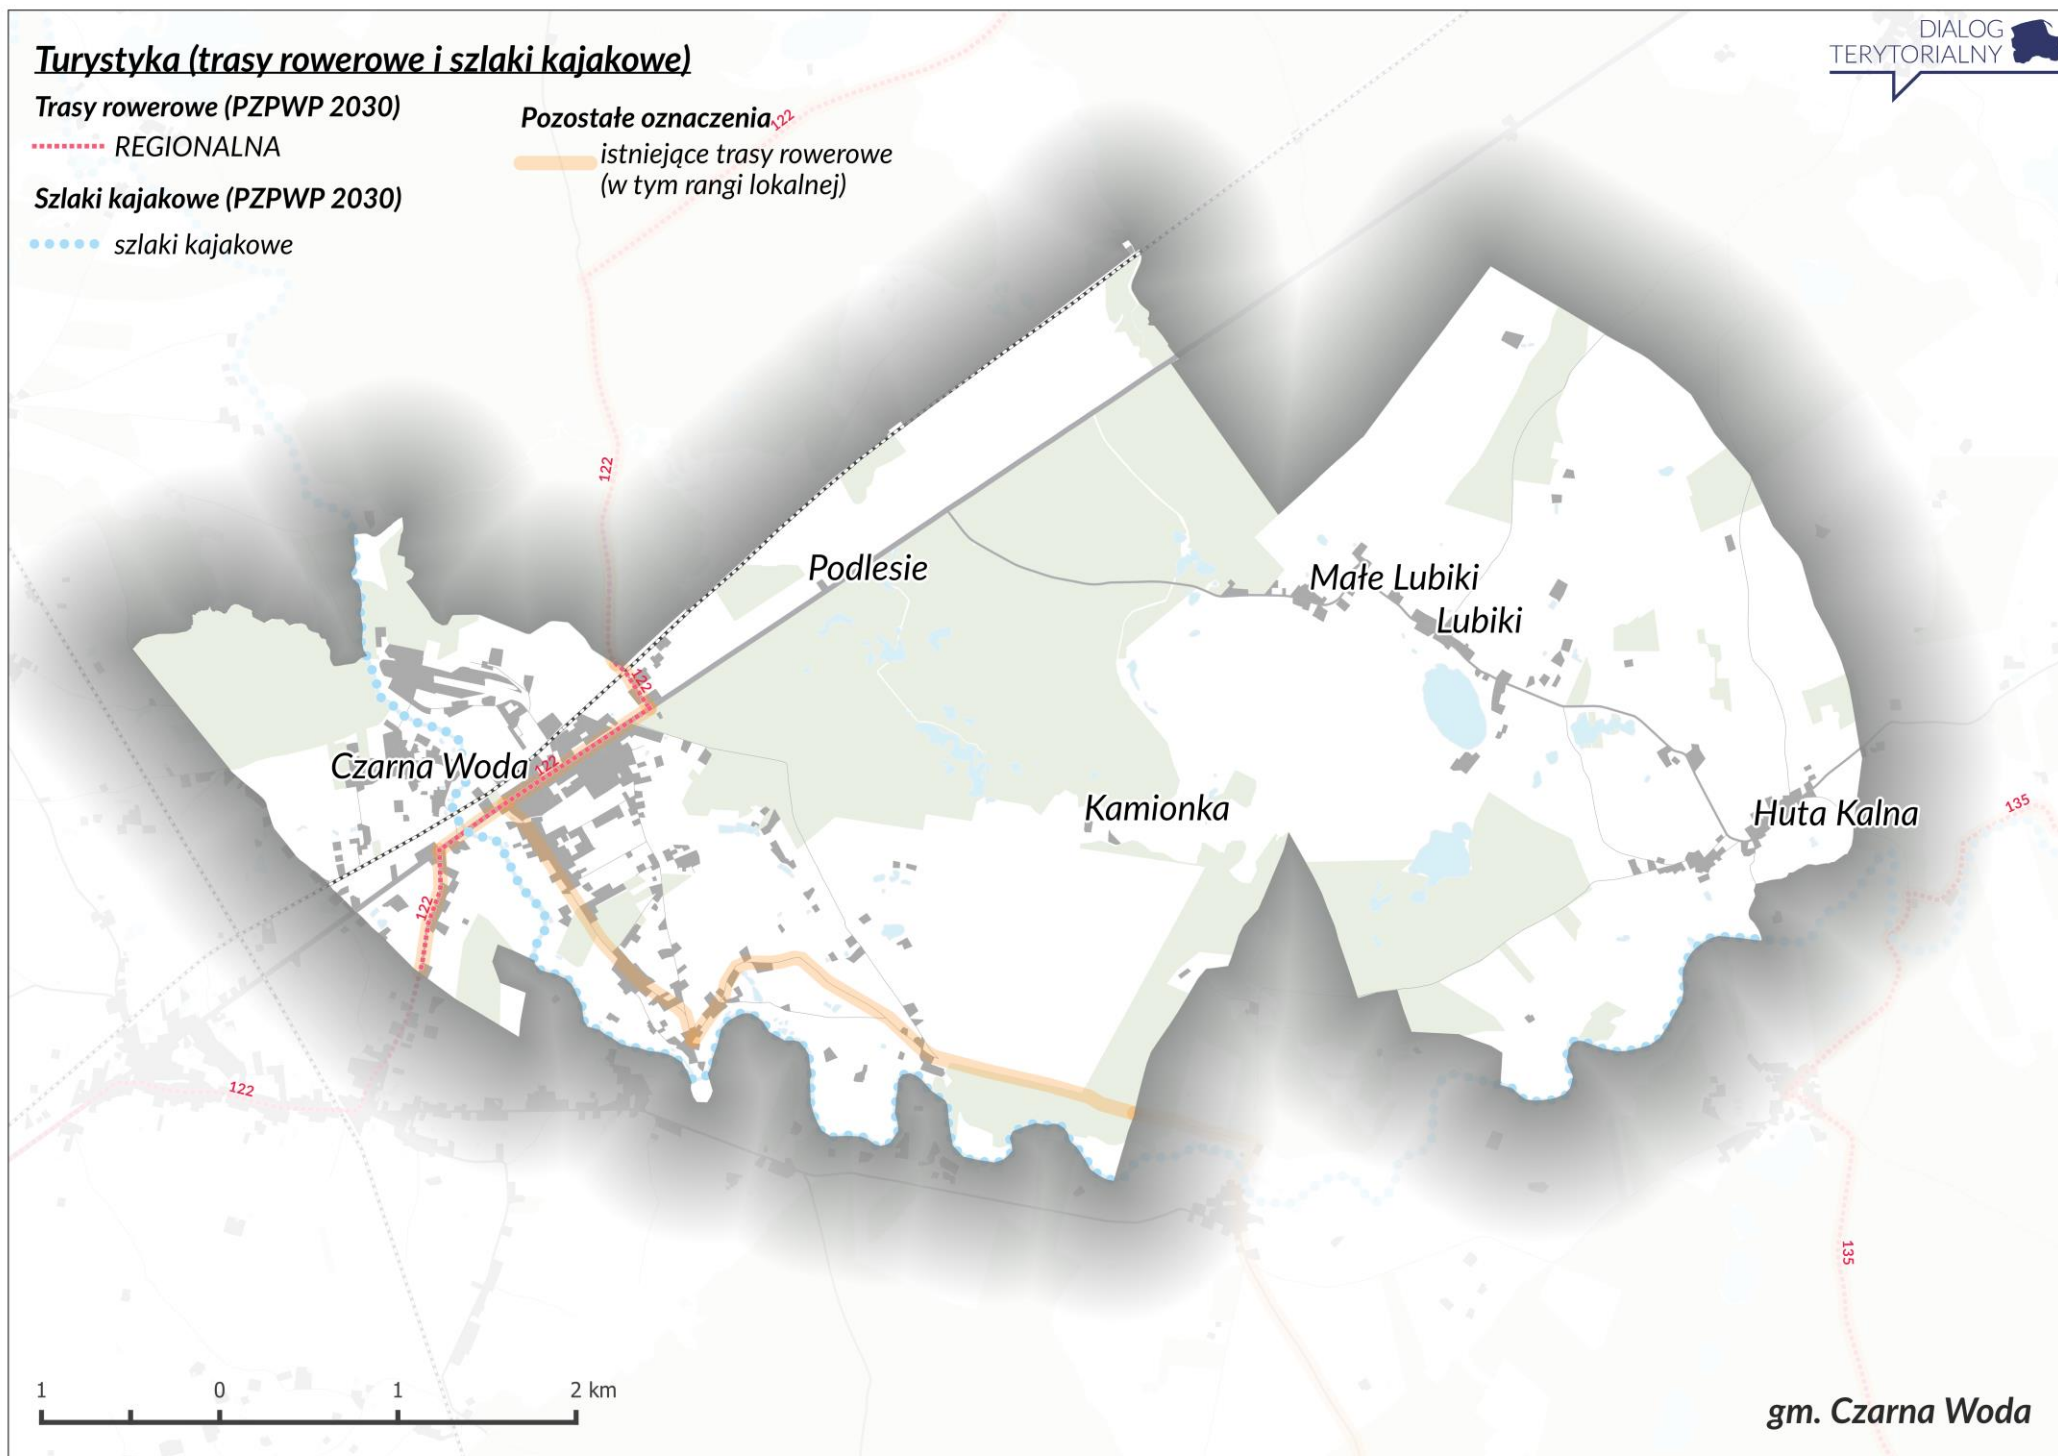 Turystyka (trasy rowerowe i szlaki kajakowe)
Trasy rowerowe (PZPWP 2030)
REGIONALNA
Szlaki kajakowe (PZPWP 2030)
szlaki kajakowe
Pozostałe oznaczenia
istniejące trasy rowerowe
(w tym rangi lokalnej)
DIALOG
TERYTORIALNY
122
122
Podlesie
Małe Lubiki
Lubiki
122
Czarna Woda
122
Kamionka
Huta Kalna
135
122
122
135
1 0 1 2 km
gm. Czarna Woda